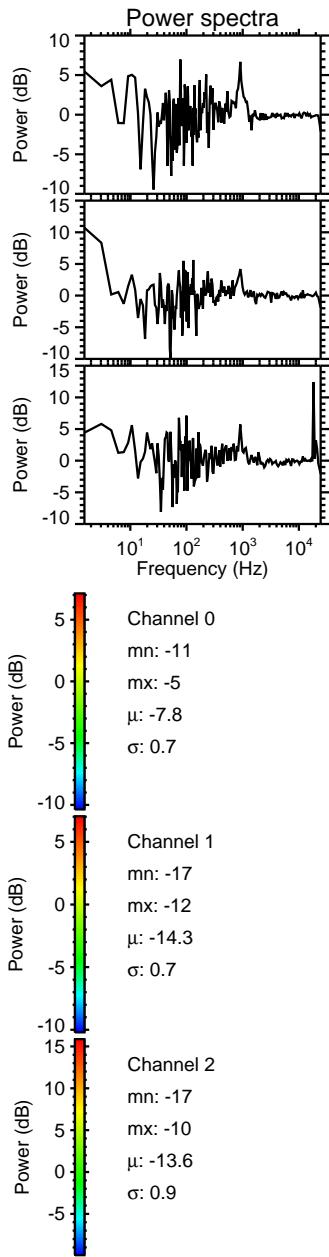 Power spectra
10
5
0
-5
-10
Power (dB)
15
10
5
0
-5
-10
Power (dB)
15
10
5
0
-5
-10
Power (dB)
10¹ 10² 10³ 10⁴
Frequency (Hz)
5
0
-5
-10
Power (dB)
Channel 0
mn: -11
mx: -5
μ: -7.8
σ: 0.7
5
0
-5
-10
Power (dB)
Channel 1
mn: -17
mx: -12
μ: -14.3
σ: 0.7
15
10
5
0
-5
Power (dB)
Channel 2
mn: -17
mx: -10
μ: -13.6
σ: 0.9